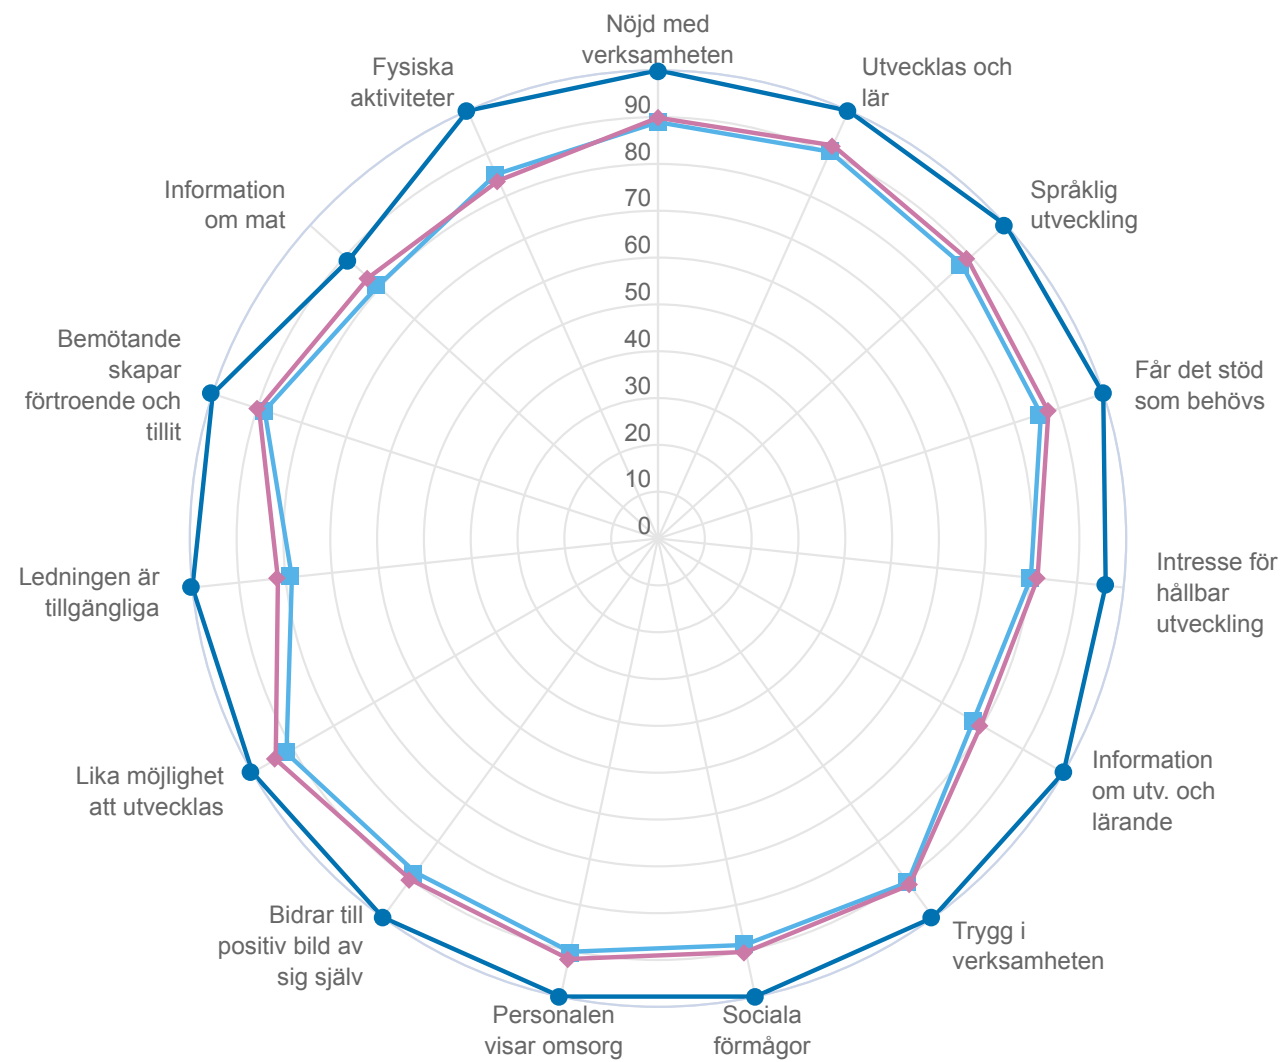 Nöjd med
verksamheten
Utvecklas och
lär
Språklig
utveckling
Får det stöd
som behövs
Intresse för
hållbar
utveckling
Information
om utv. och
lärande
Trygg i
verksamheten
Sociala
förmågor
Personalen
visar omsorg
Bidrar till
positiv bild av
sig själv
Lika möjlighet
att utvecklas
Ledningen är
tillgängliga
Bemötande
skapar
förtroende och
tillit
Information
om mat
Fysiska
aktiviteter
90
80
70
60
50
40
30
20
10
0